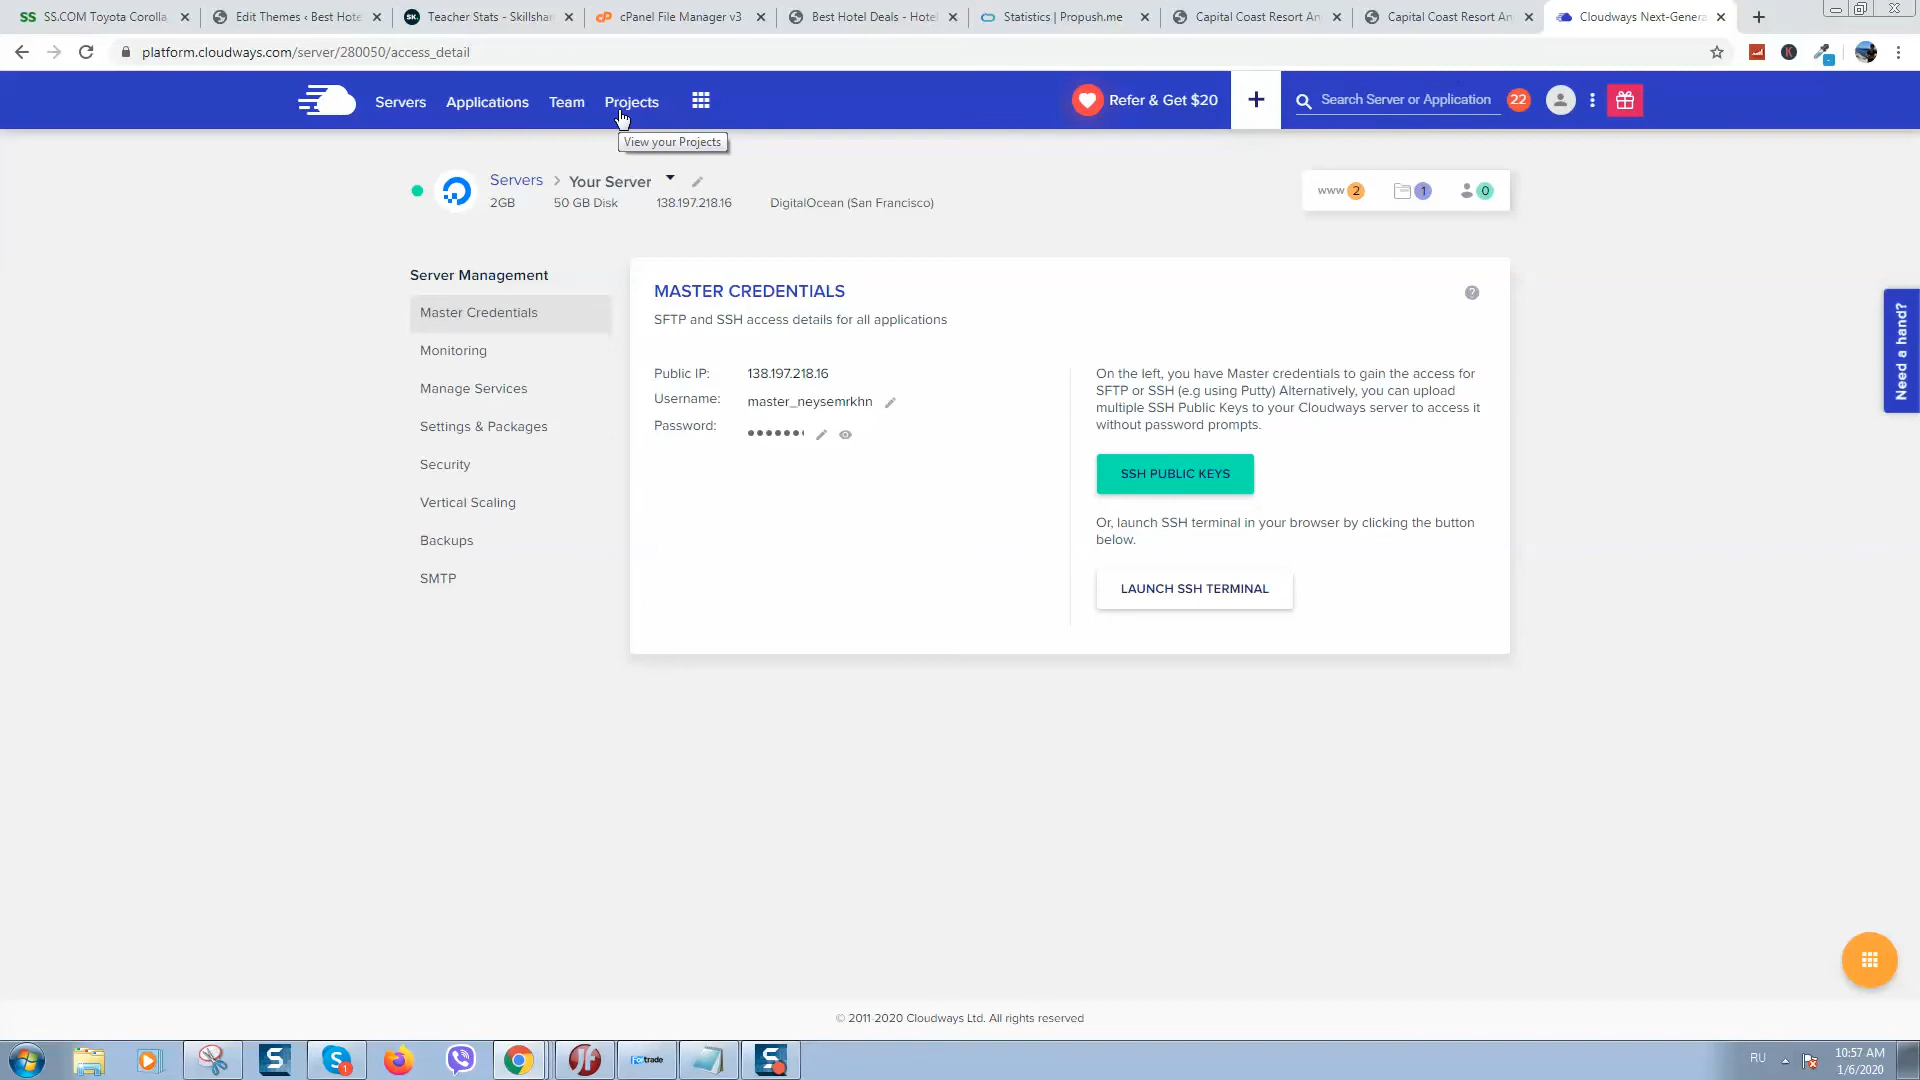 SS SS.COM Toyota Corolla
Edit Themes ‹ Best Hote
SK. Teacher Stats - Skillshar
cP cPanel File Manager v3
Best Hotel Deals - Hotel
Statistics | Propush.me
Capital Coast Resort An
Capital Coast Resort An
Cloudways Next-Genera
platform.cloudways.com/server/280050/access_detail
K
Servers
Applications
Team
Projects
Refer & Get $20
+
Search Server or Application
22
View your Projects
Servers > Your Server
2GB
50 GB Disk
138.197.218.16
DigitalOcean (San Francisco)
www 2
1
0
Server Management
Master Credentials
Monitoring
Manage Services
Settings & Packages
Security
Vertical Scaling
Backups
SMTP
MASTER CREDENTIALS
?
SFTP and SSH access details for all applications
Public IP: 138.197.218.16
Username: master_neysemrkhn
Password: •••••••
On the left, you have Master credentials to gain the access for
SFTP or SSH (e.g using Putty) Alternatively, you can upload
multiple SSH Public Keys to your Cloudways server to access it
without password prompts.
SSH PUBLIC KEYS
Or, launch SSH terminal in your browser by clicking the button
below.
LAUNCH SSH TERMINAL
Need a hand?
© 2011-2020 Cloudways Ltd. All rights reserved
S
S 1
Fortrade
S
RU
10:57 AM
1/6/2020